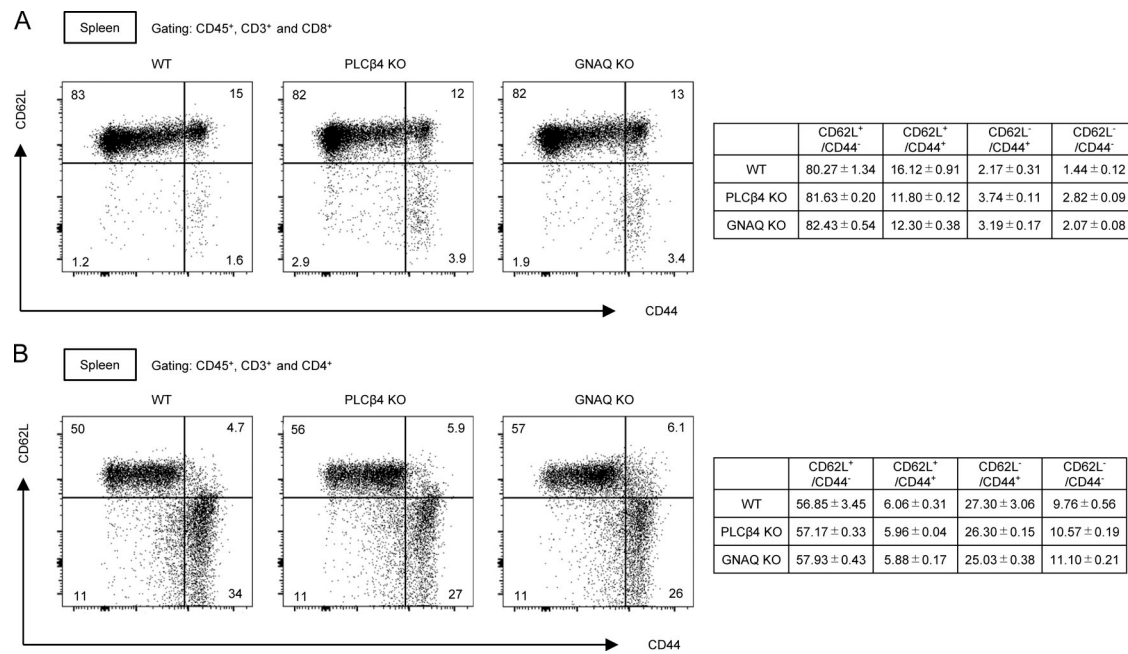 A
Spleen Gating: CD45⁺, CD3⁺ and CD8⁺
WT PLCβ4 KO GNAQ KO
CD62L
83 15 82 12 82 13
1.2 1.6 2.9 3.9 1.9 3.4
CD44
CD62L⁺ CD62L⁺ CD62L⁻ CD62L⁻
/CD44⁻ /CD44⁺ /CD44⁺ /CD44⁻
WT 80.27 ± 1.34 16.12 ± 0.91 2.17 ± 0.31 1.44 ± 0.12
PLCβ4 KO 81.63 ± 0.20 11.80 ± 0.12 3.74 ± 0.11 2.82 ± 0.09
GNAQ KO 82.43 ± 0.54 12.30 ± 0.38 3.19 ± 0.17 2.07 ± 0.08
B
Spleen Gating: CD45⁺, CD3⁺ and CD4⁺
WT PLCβ4 KO GNAQ KO
CD62L
50 4.7 56 5.9 57 6.1
11 34 11 27 11 26
CD44
CD62L⁺ CD62L⁺ CD62L⁻ CD62L⁻
/CD44⁻ /CD44⁺ /CD44⁺ /CD44⁻
WT 56.85 ± 3.45 6.06 ± 0.31 27.30 ± 3.06 9.76 ± 0.56
PLCβ4 KO 57.17 ± 0.33 5.96 ± 0.04 26.30 ± 0.15 10.57 ± 0.19
GNAQ KO 57.93 ± 0.43 5.88 ± 0.17 25.03 ± 0.38 11.10 ± 0.21